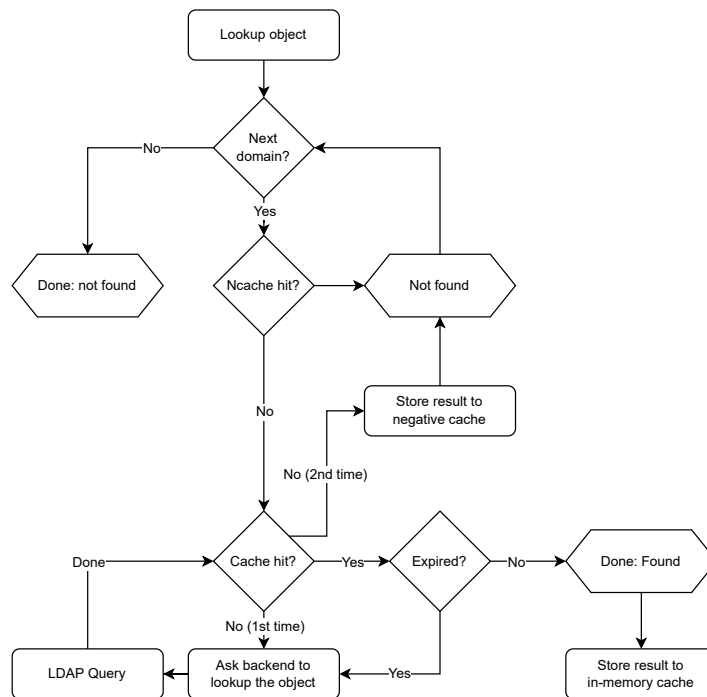 Lookup object
Next
domain?
No
Yes
Done: not found
Ncache hit?
Not found
Store result to
negative cache
No
No (2nd time)
Done
Cache hit?
Yes
Expired?
No
Done: Found
No (1st time)
LDAP Query
Ask backend to
lookup the object
Yes
Store result to
in-memory cache